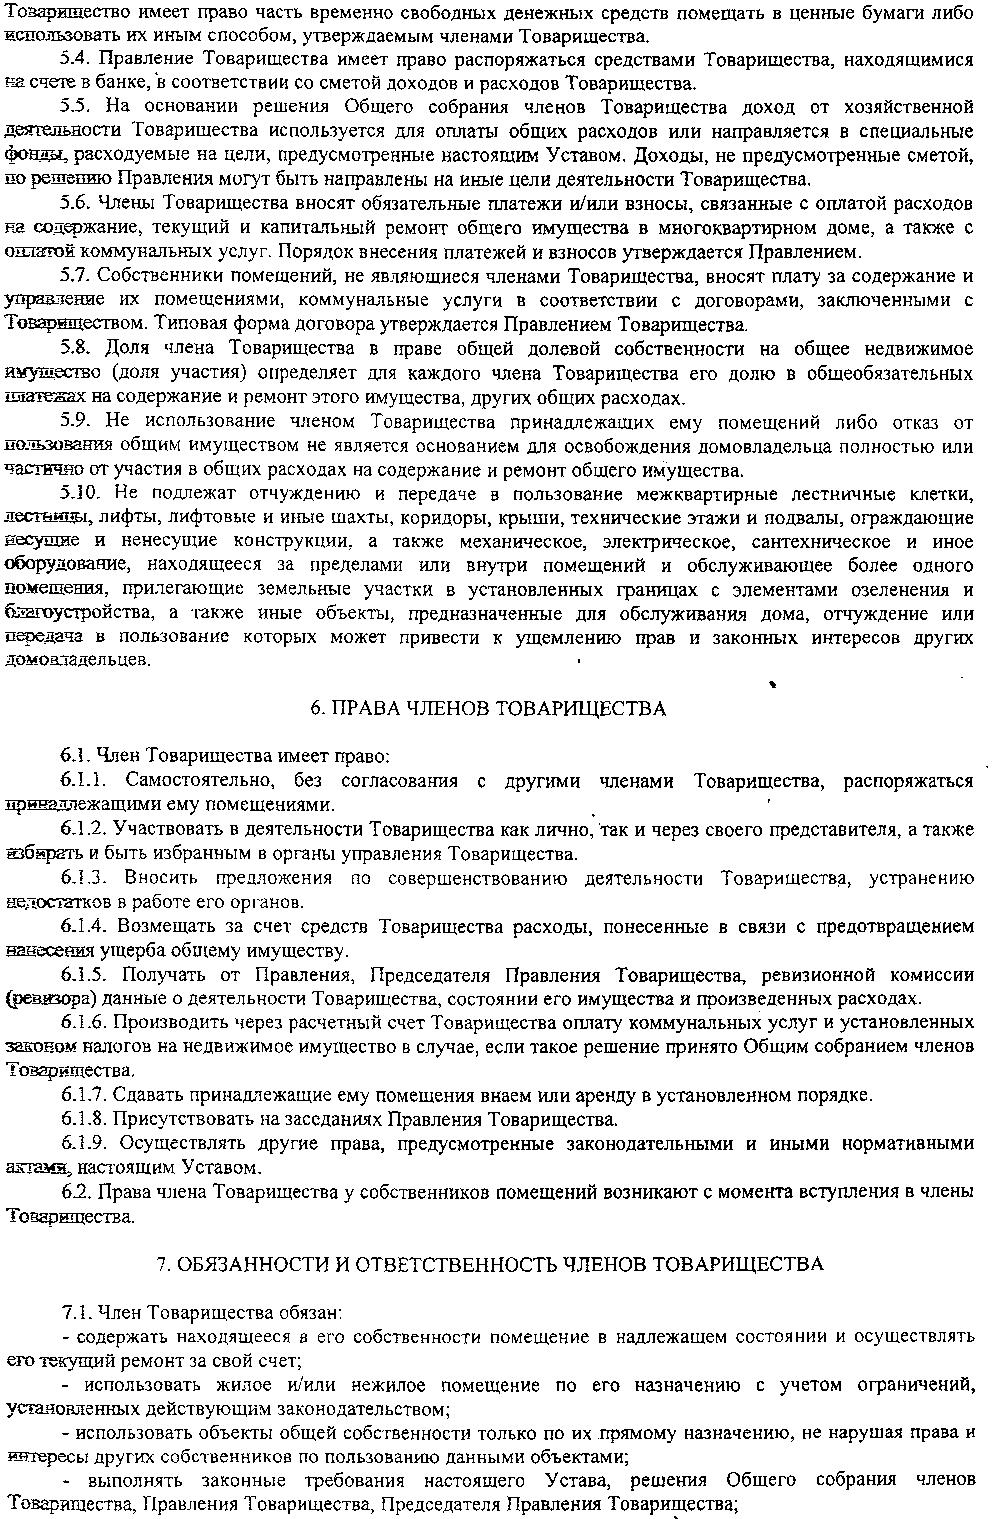 Товарищество имеет право часть временно свободных денежных средств помещать в ценные бумаги либо
использовать их иным способом, утверждаемым членами Товарищества.
5.4. Правление Товарищества имеет право распоряжаться средствами Товарищества, находящимися
на счете в банке, в соответствии со сметой доходов и расходов Товарищества.
5.5. На основании решения Общего собрания членов Товарищества доход от хозяйственной
деятельности Товарищества используется для оплаты общих расходов или направляется в специальные
фонды, расходуемые на цели, предусмотренные настоящим Уставом. Доходы, не предусмотренные сметой,
по решению Правления могут быть направлены на иные цели деятельности Товарищества.
5.6. Члены Товарищества вносят обязательные платежи и/или взносы, связанные с оплатой расходов
на содержание, текущий и капитальный ремонт общего имущества в многоквартирном доме, а также с
оплатой коммунальных услуг. Порядок внесения платежей и взносов утверждается Правлением.
5.7. Собственники помещений, не являющиеся членами Товарищества, вносят плату за содержание и
управление их помещениями, коммунальные услуги в соответствии с договорами, заключенными с
Товариществом. Типовая форма договора утверждается Правлением Товарищества.
5.8. Доля члена Товарищества в праве общей долевой собственности на общее недвижимое
имущество (доля участия) определяет для каждого члена Товарищества его долю в общеобязательных
платежах на содержание и ремонт этого имущества, других общих расходах.
5.9. Не использование членом Товарищества принадлежащих ему помещений либо отказ от
пользования общим имуществом не является основанием для освобождения домовладельца полностью или
частично от участия в общих расходах на содержание и ремонт общего имущества.
5.10. Не подлежат отчуждению и передаче в пользование межквартирные лестничные клетки,
лестницы, лифты, лифтовые и иные шахты, коридоры, крыши, технические этажи и подвалы, ограждающие
несущие и ненесущие конструкции, а также механическое, электрическое, сантехническое и иное
оборудование, находящееся за пределами или внутри помещений и обслуживающее более одного
помещения, прилегающие земельные участки в установленных границах с элементами озеленения и
благоустройства, а также иные объекты, предназначенные для обслуживания дома, отчуждение или
передача в пользование которых может привести к ущемлению прав и законных интересов других
домовладельцев.
6. ПРАВА ЧЛЕНОВ ТОВАРИЩЕСТВА
6.1. Член Товарищества имеет право:
6.1.1. Самостоятельно, без согласования с другими членами Товарищества, распоряжаться
принадлежащими ему помещениями.
6.1.2. Участвовать в деятельности Товарищества как лично, так и через своего представителя, а также
избирать и быть избранным в органы управления Товарищества.
6.1.3. Вносить предложения по совершенствованию деятельности Товарищества, устранению
недостатков в работе его органов.
6.1.4. Возмещать за счет средств Товарищества расходы, понесенные в связи с предотвращением
нанесения ущерба общему имуществу.
6.1.5. Получать от Правления, Председателя Правления Товарищества, ревизионной комиссии
(ревизора) данные о деятельности Товарищества, состоянии его имущества и произведенных расходах.
6.1.6. Производить через расчетный счет Товарищества оплату коммунальных услуг и установленных
законом налогов на недвижимое имущество в случае, если такое решение принято Общим собранием членов
Товарищества.
6.1.7. Сдавать принадлежащие ему помещения внаем или аренду в установленном порядке.
6.1.8. Присутствовать на заседаниях Правления Товарищества.
6.1.9. Осуществлять другие права, предусмотренные законодательными и иными нормативными
актами, настоящим Уставом.
6.2. Права члена Товарищества у собственников помещений возникают с момента вступления в члены
Товарищества.
7. ОБЯЗАННОСТИ И ОТВЕТСТВЕННОСТЬ ЧЛЕНОВ ТОВАРИЩЕСТВА
7.1. Член Товарищества обязан:
- содержать находящееся в его собственности помещение в надлежащем состоянии и осуществлять
его текущий ремонт за свой счет;
- использовать жилое и/или нежилое помещение по его назначению с учетом ограничений,
установленных действующим законодательством;
- использовать объекты общей собственности только по их прямому назначению, не нарушая права и
интересы других собственников по пользованию данными объектами;
- выполнять законные требования настоящего Устава, решения Общего собрания членов
Товарищества, Правления Товарищества, Председателя Правления Товарищества;